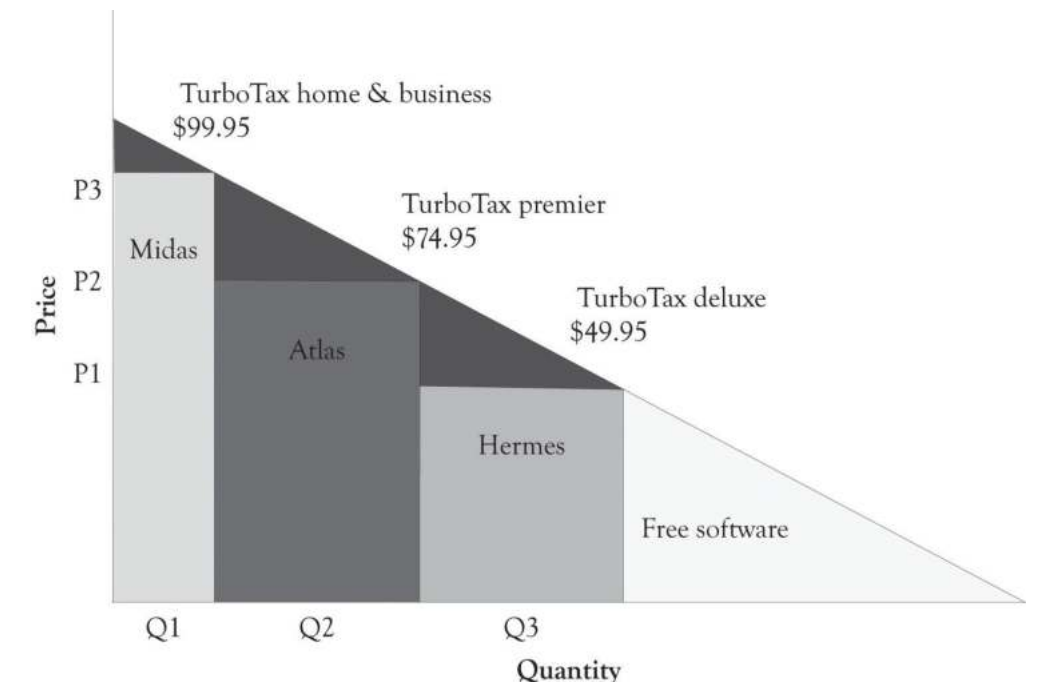 TurboTax home & business
$99.95
P3
Midas
TurboTax premier
$74.95
P2
Price
TurboTax deluxe
$49.95
Atlas
P1
Hermes
Free software
Q1
Q2
Q3
Quantity